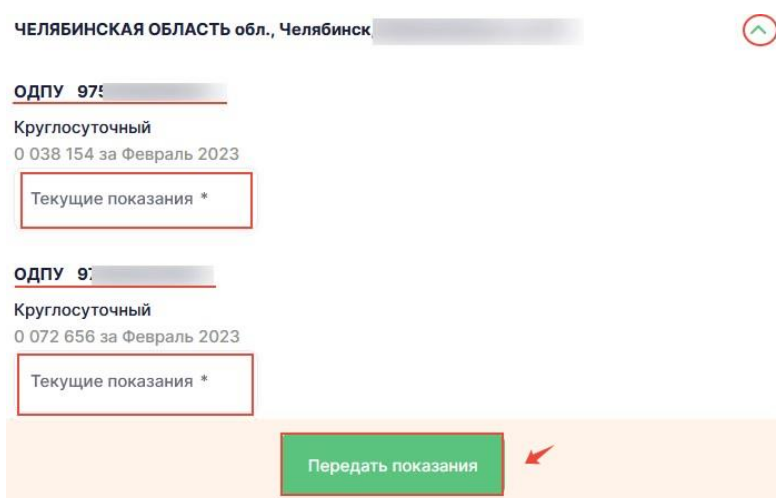 ЧЕЛЯБИНСКАЯ ОБЛАСТЬ обл., Челябинск,
ОДПУ 975
Круглосуточный
0 038 154 за Февраль 2023
Текущие показания *
ОДПУ 97
Круглосуточный
0 072 656 за Февраль 2023
Текущие показания *
Передать показания